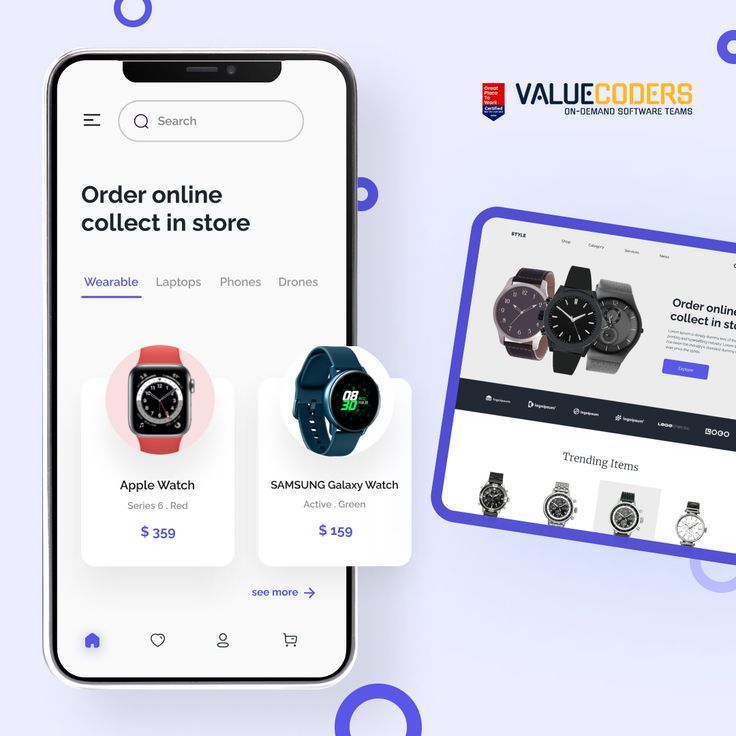 Search
Order online
collect in store
Wearable
Laptops
Phones
Drones
08
30
Apple Watch
Series 6 . Red
$ 359
SAMSUNG Galaxy Watch
Active . Green
$ 159
see more
Great
Place
To
Work
Certified
VALUECODERS
ON-DEMAND SOFTWARE TEAMS
STYLE
Shop
Category
Services
News
Order online
collect in sto
Explore
logoipsum
logoipsum
logoipsum
logoipsum
LOGO
LOGO
Trending Items